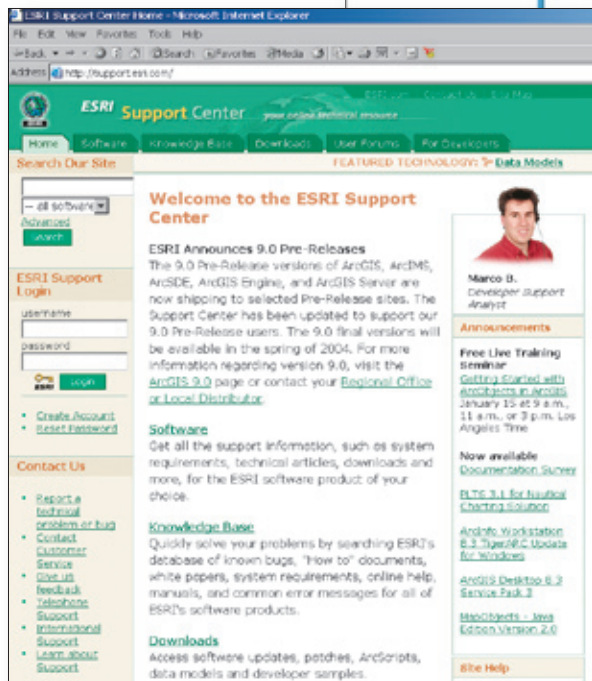 ESRI Support Center Home - Microsoft Internet Explorer
File Edit View Favorites Tools Help
Back Search Favorites Media
Address http://support.esri.com/
ESRI.com Contact Us Site Map
ESRI Support Center your online technical resource
Home Software Knowledge Base Downloads User Forums For Developers
FEATURED TECHNOLOGY: Data Models
Search Our Site
-- all software
Advanced
Search
ESRI Support
Login
username
password
ESRI Login
• Create Account
• Reset Password
Contact Us
• Report a
technical
problem or bug
• Contact
Customer
Service
• Give us
feedback
• Telephone
Support
• International
Support
• Learn about
Support
Welcome to the ESRI Support
Center
ESRI Announces 9.0 Pre-Releases
The 9.0 Pre-Release versions of ArcGIS, ArcIMS,
ArcSDE, ArcGIS Engine, and ArcGIS Server are
now shipping to selected Pre-Release sites. The
Support Center has been updated to support our
9.0 Pre-Release users. The 9.0 final versions will
be available in the spring of 2004. For more
information regarding version 9.0, visit the
ArcGIS 9.0 page or contact your Regional Office
or Local Distributor.
Software
Get all the support information, such as system
requirements, technical articles, downloads and
more, for the ESRI software product of your
choice.
Knowledge Base
Quickly solve your problems by searching ESRI's
database of known bugs, "How to" documents,
white papers, system requirements, online help,
manuals, and common error messages for all of
ESRI's software products.
Downloads
Access software updates, patches, ArcScripts,
data models and developer samples.
Marco B.
Developer Support
Analyst
Announcements
Free Live Training
Seminar
Getting Started with
ArcObjects in ArcGIS
January 15 at 9 a.m.,
11 a.m., or 3 p.m. Los
Angeles Time
Now available
Documentation Survey
PLTS 3.1 for Nautical
Charting Solution
ArcInfo Workstation
8.3 Tiger/ARC Update
for Windows
ArcGIS Desktop 8.3
Service Pack 3
MapObjects - Java
Edition Version 2.0
Site Help